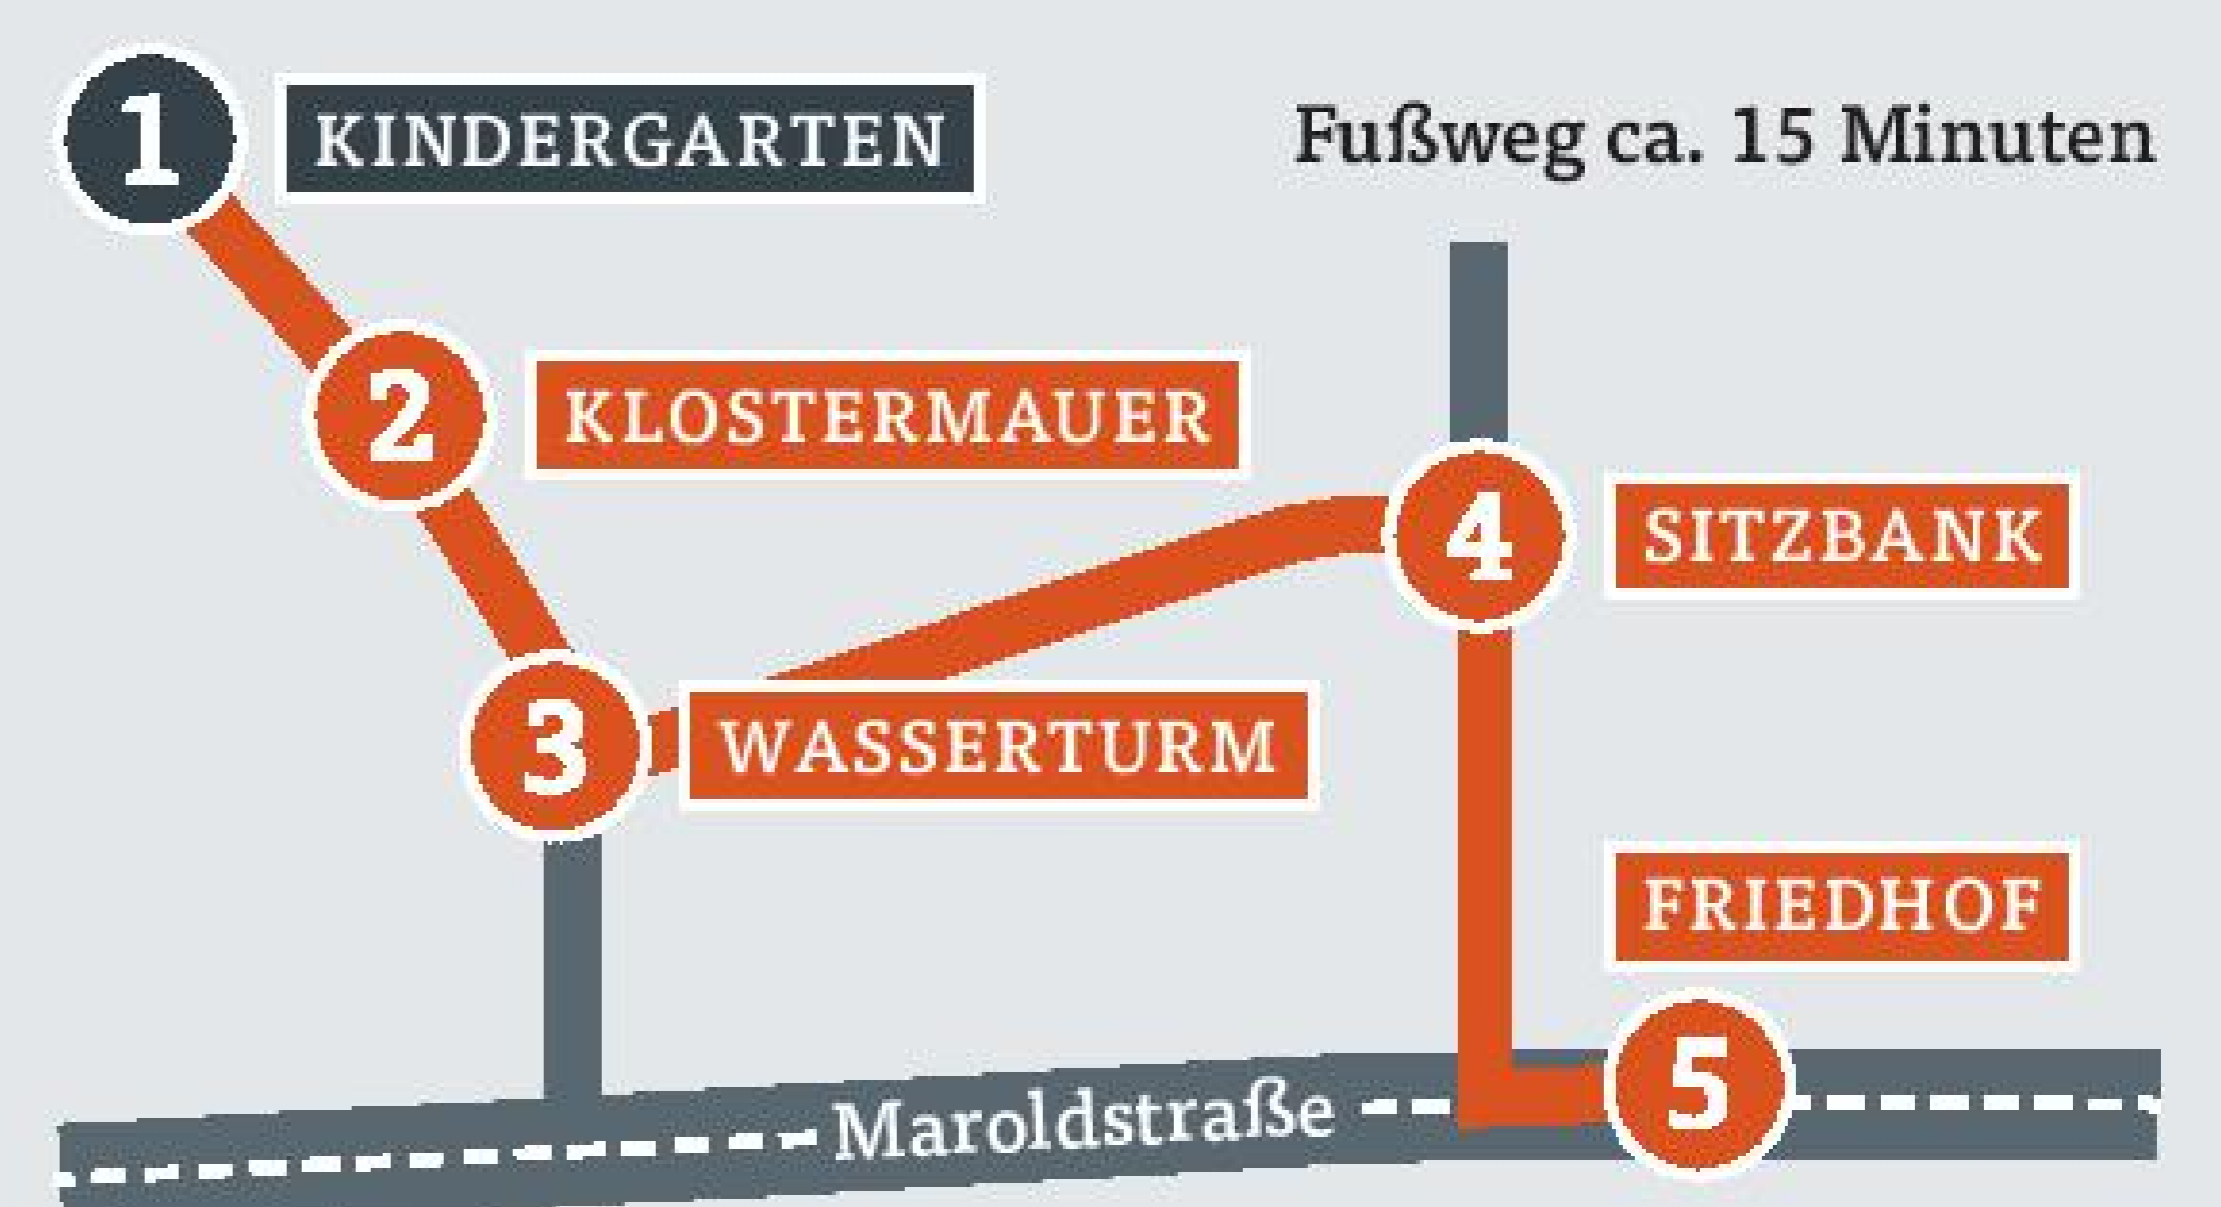 1 KINDERGARTEN
Fußweg ca. 15 Minuten
2 KLOSTERMAUER
4 SITZBANK
3 WASSERTURM
FRIEDHOF
5
Maroldstraße